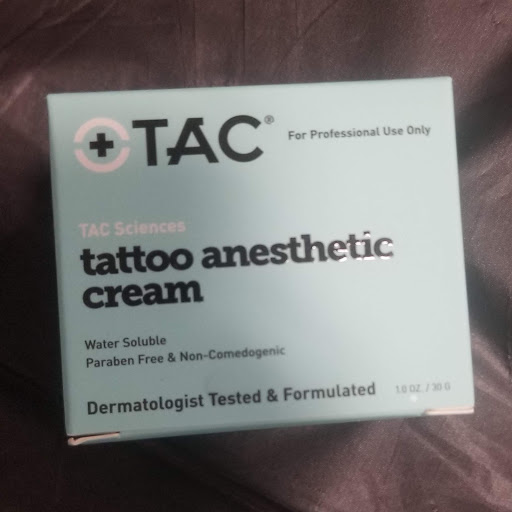 TAC®
For Professional Use Only
TAC Sciences
tattoo anesthetic
cream
Water Soluble
Paraben Free & Non-Comedogenic
Dermatologist Tested & Formulated
1.0 OZ. / 30 G